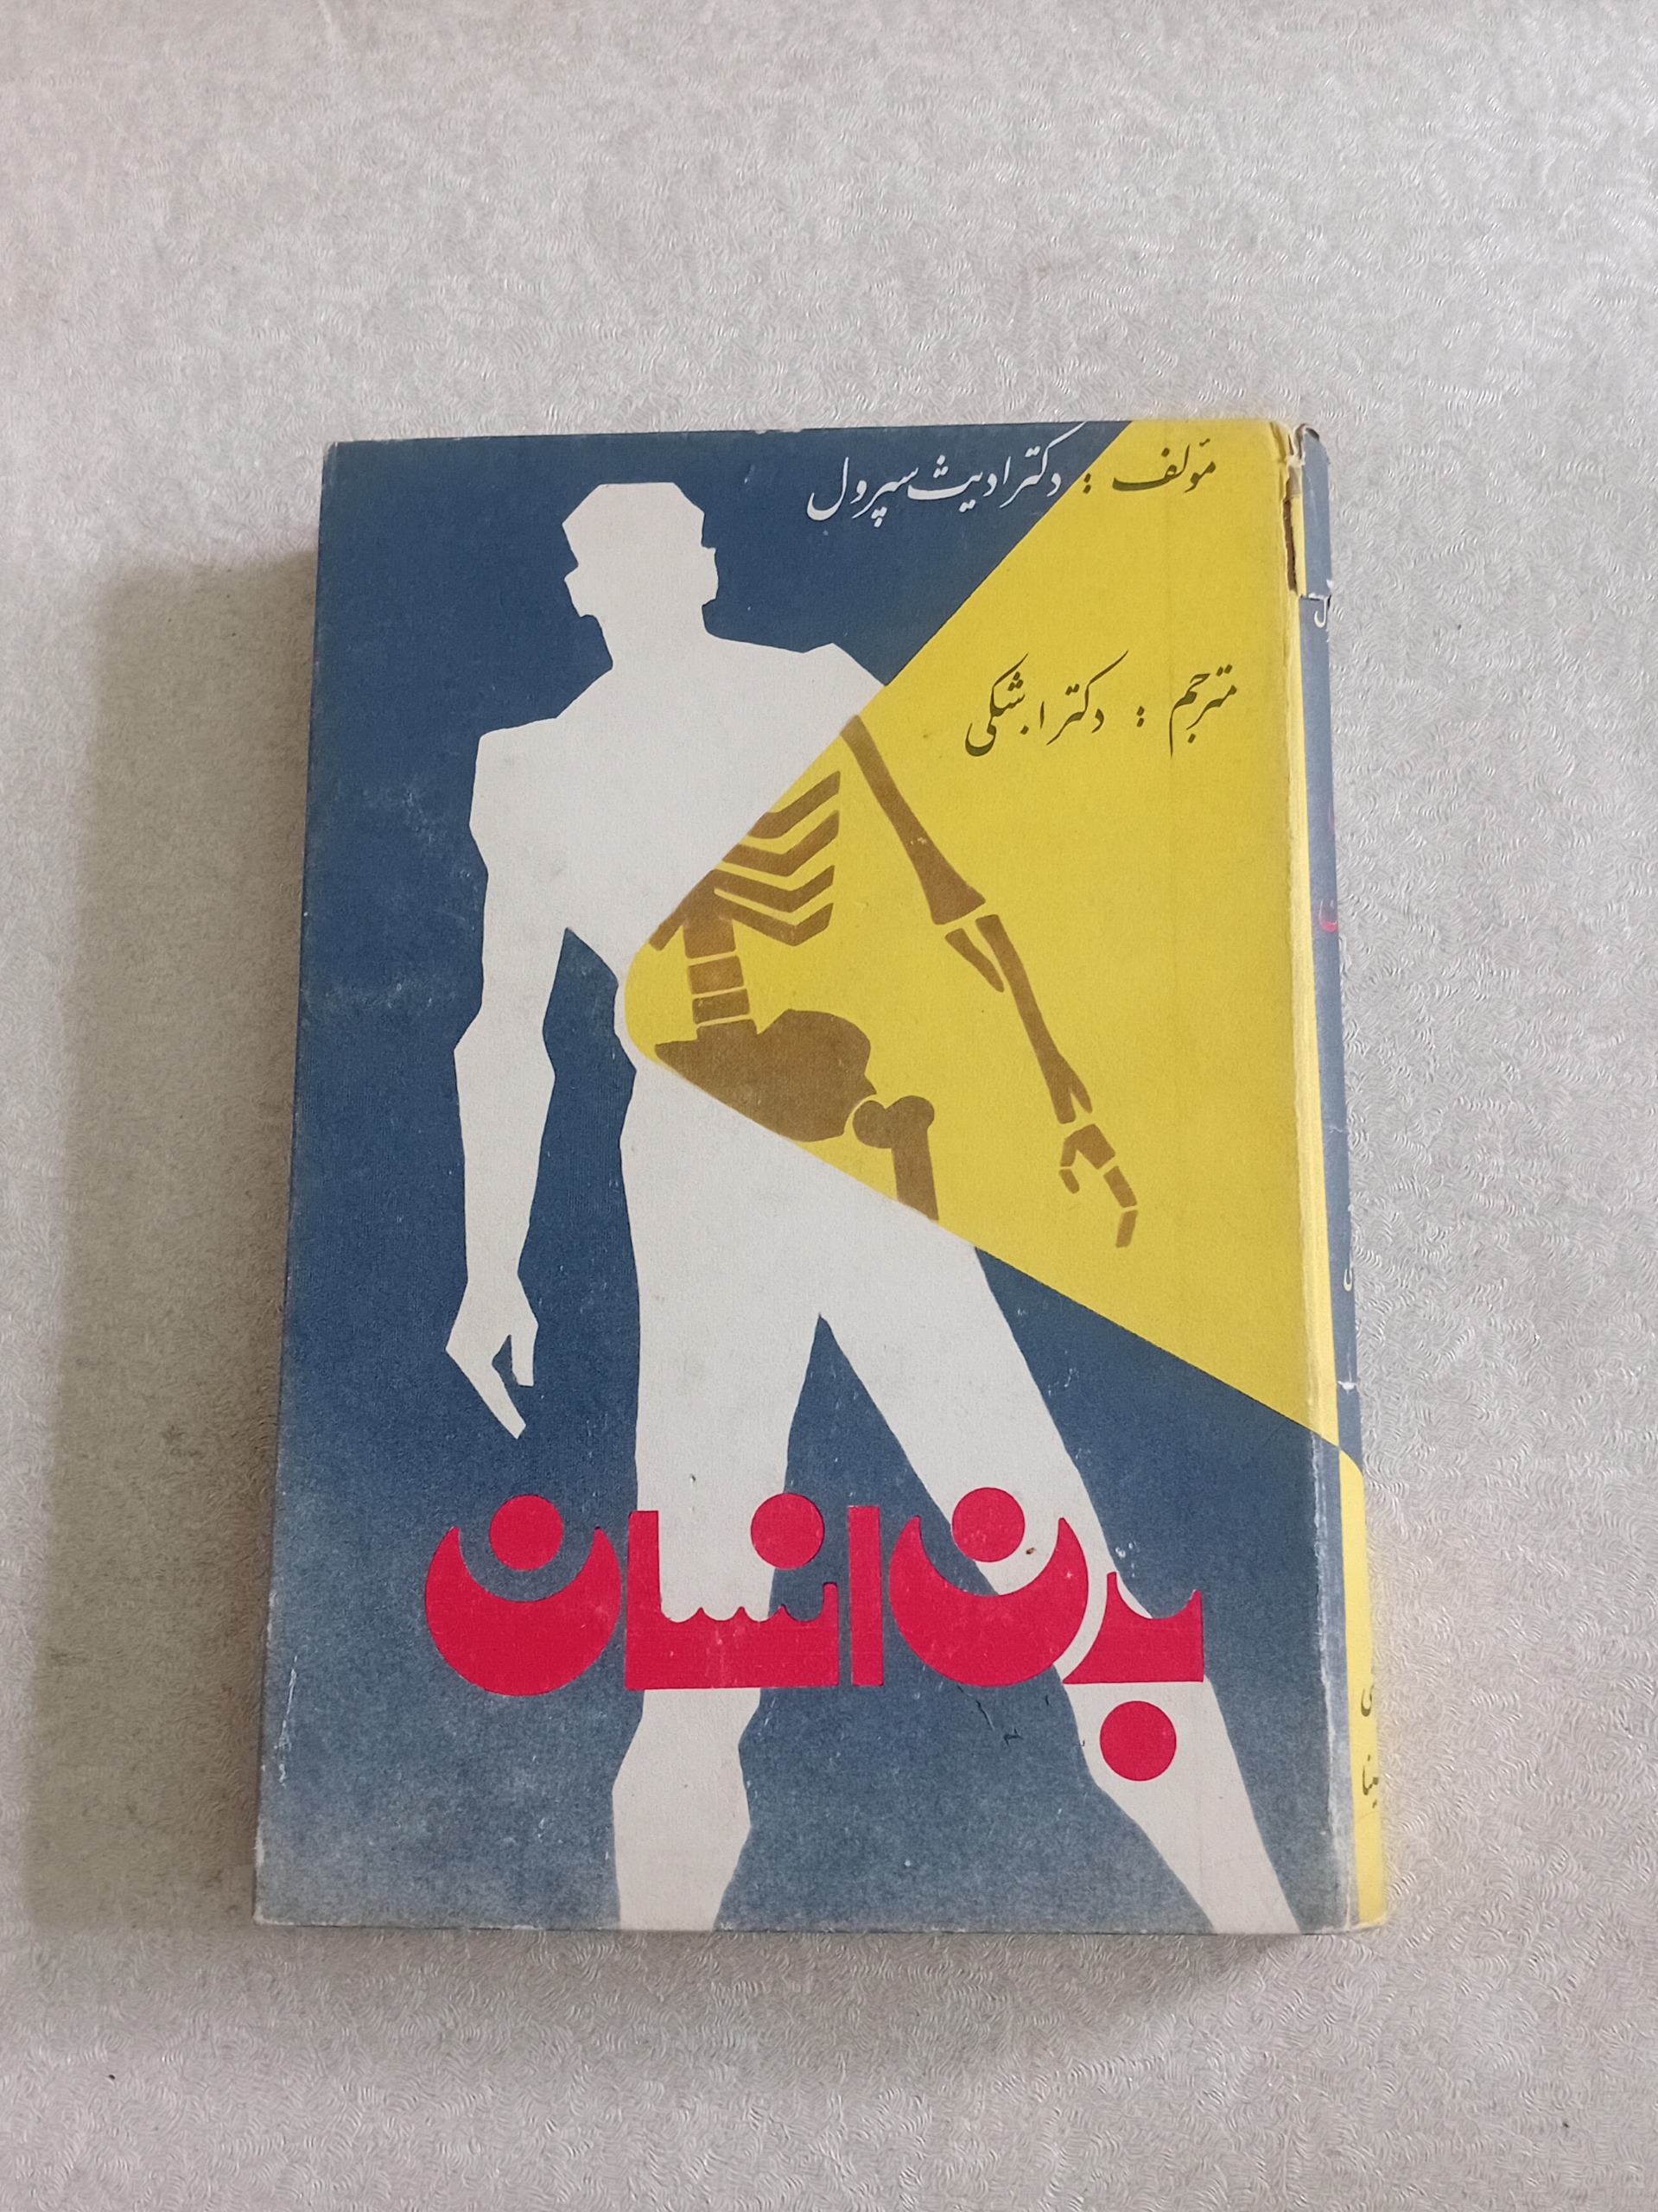 مؤلف : دکتر ادیث سپرول
مترجم : دکتر ابشکی
بدن انسان